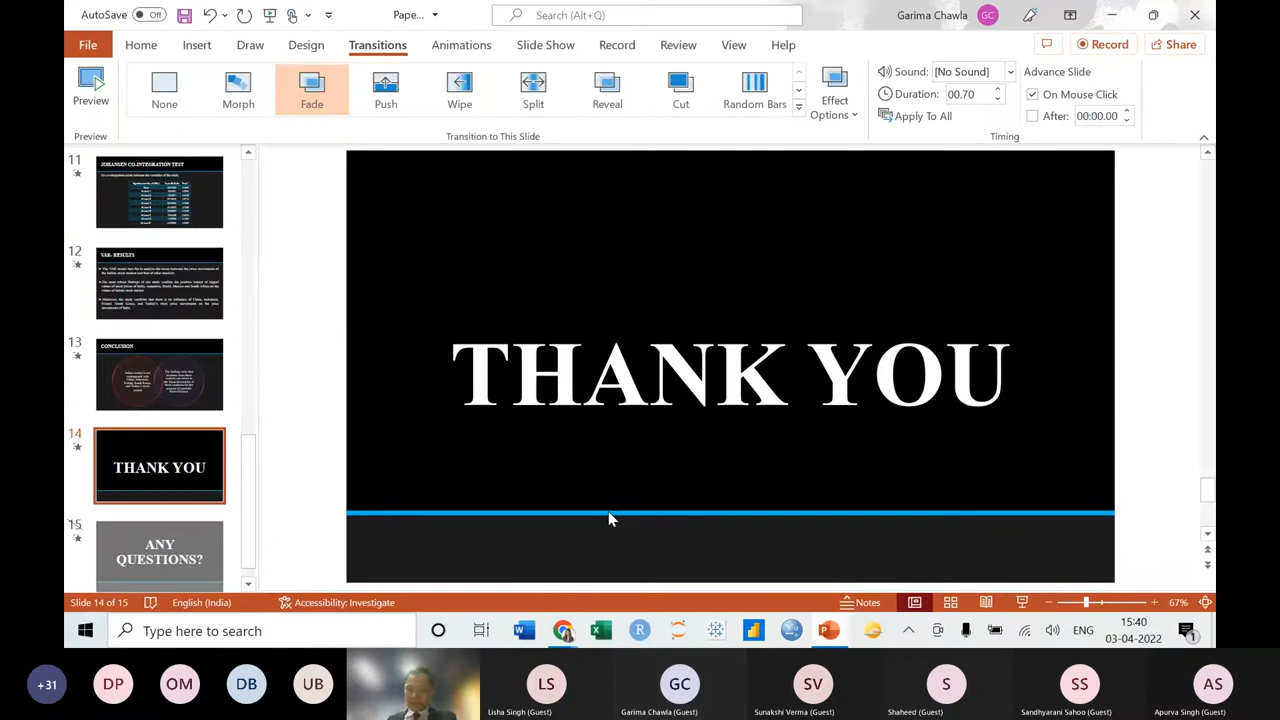 AutoSave Off Pape... Search (Alt+Q) Garima Chawla GC
File Home Insert Draw Design Transitions Animations Slide Show Record Review View Help Record Share
Preview None Morph Fade Push Wipe Split Reveal Cut Random Bars Effect Options
Sound: [No Sound] Advance Slide
Duration: 00.70 On Mouse Click
Apply To All After: 00:00.00
Preview Transition to This Slide Timing
11
JOHANSEN CO-INTEGRATION TEST
12
VAR- RESULTS
13
CONCLUSION
14
THANK YOU
15
ANY
QUESTIONS?
THANK YOU
Slide 14 of 15 English (India) Accessibility: Investigate Notes 67%
Type here to search
ENG 15:40
03-04-2022
1
+31 DP OM DB UB LS GC SV S SS AS
Lisha Singh (Guest) Garima Chawla (Guest) Sunakshi Verma (Guest) Shaheed (Guest) Sandhyarani Sahoo (Guest) Apurva Singh (Guest)